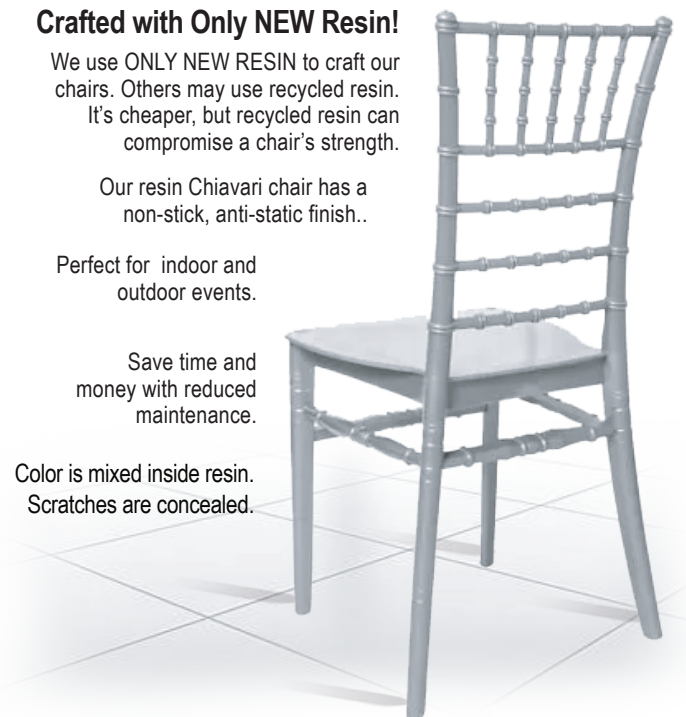 Crafted with Only NEW Resin!
We use ONLY NEW RESIN to craft our
chairs. Others may use recycled resin.
It's cheaper, but recycled resin can
compromise a chair's strength.
Our resin Chiavari chair has a
non-stick, anti-static finish..
Perfect for indoor and
outdoor events.
Save time and
money with reduced
maintenance.
Color is mixed inside resin.
Scratches are concealed.